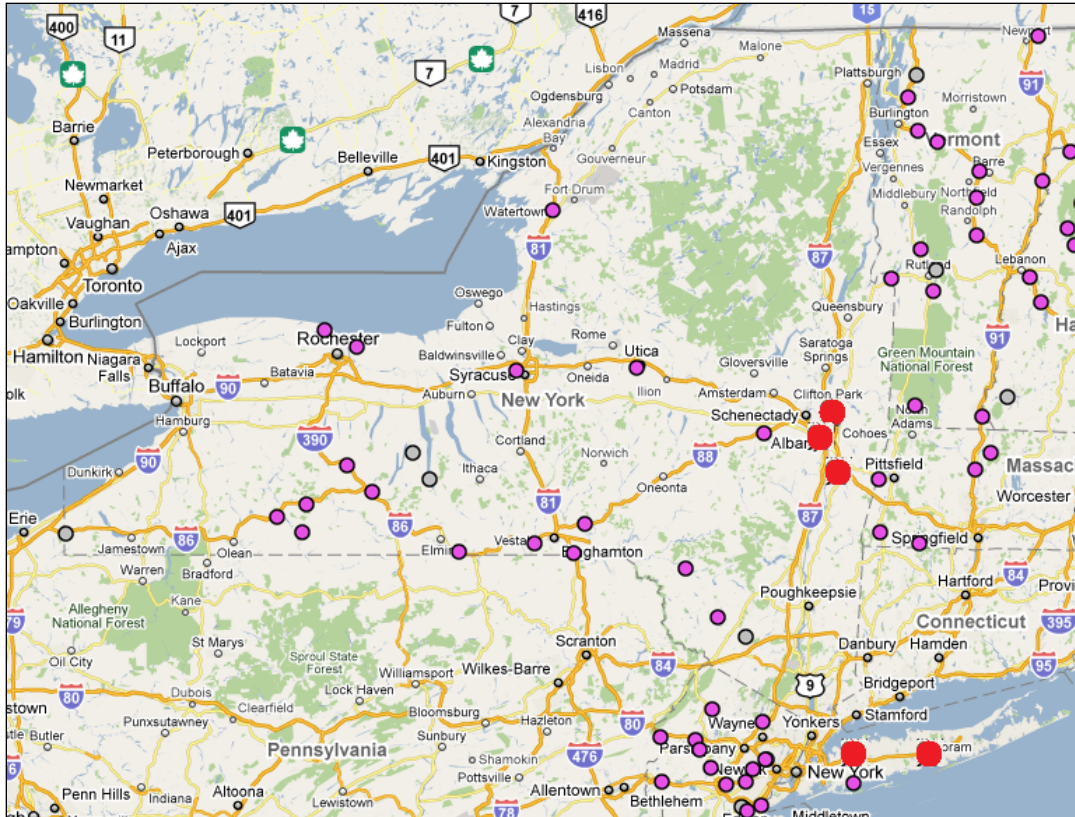 400
11
7
416
15
Massena
Malone
Newport
7
Lisbon
Madrid
Plattsburgh
91
Ogdensburg
Potsdam
Morristown
Barrie
Alexandria
Bay
Canton
Burlington
Peterborough
Belleville
401
Kingston
Gouverneur
Essex
Vergennes
Barre
Newmarket
Fort Drum
Middlebury
Northfield
Vaughan
Oshawa
401
Watertown
Randolph
Ajax
81
87
Toronto
Rutland
Lebanon
Oakville
Oswego
Hastings
Queensbury
Burlington
Fulton
Rome
Saratoga
Springs
91
Hamilton
Niagara
Falls
Lockport
Rochester
Baldwinsville
Clay
Utica
Gloversville
Green Mountain
National Forest
Buffalo
90
Batavia
Syracuse
Oneida
Ilion
Amsterdam
Clifton Park
Auburn
New York
Schenectady
North
Adams
Hamburg
390
Cortland
88
Cohoes
90
Dunkirk
Ithaca
Norwich
Pittsfield
Oneonta
Worcester
81
87
Erie
86
86
Jamestown
Olean
Vestal
Binghamton
Springfield
Warren
Bradford
Hartford
84
Allegheny
National Forest
Kane
Poughkeepsie
79
Connecticut
395
St Marys
Scranton
Danbury
Hamden
Oil City
Sproul State
Forest
Williamsport
Wilkes-Barre
84
95
80
Lock Haven
9
Bridgeport
Dubois
Clearfield
Bloomsburg
80
Stamford
Punxsutawney
Hazleton
Wayne
Yonkers
Butler
Pennsylvania
Sunbury
476
Shamokin
New York
Pottsville
Penn Hills
Indiana
Altoona
Lewistown
78
Allentown
Bethlehem
Middletown